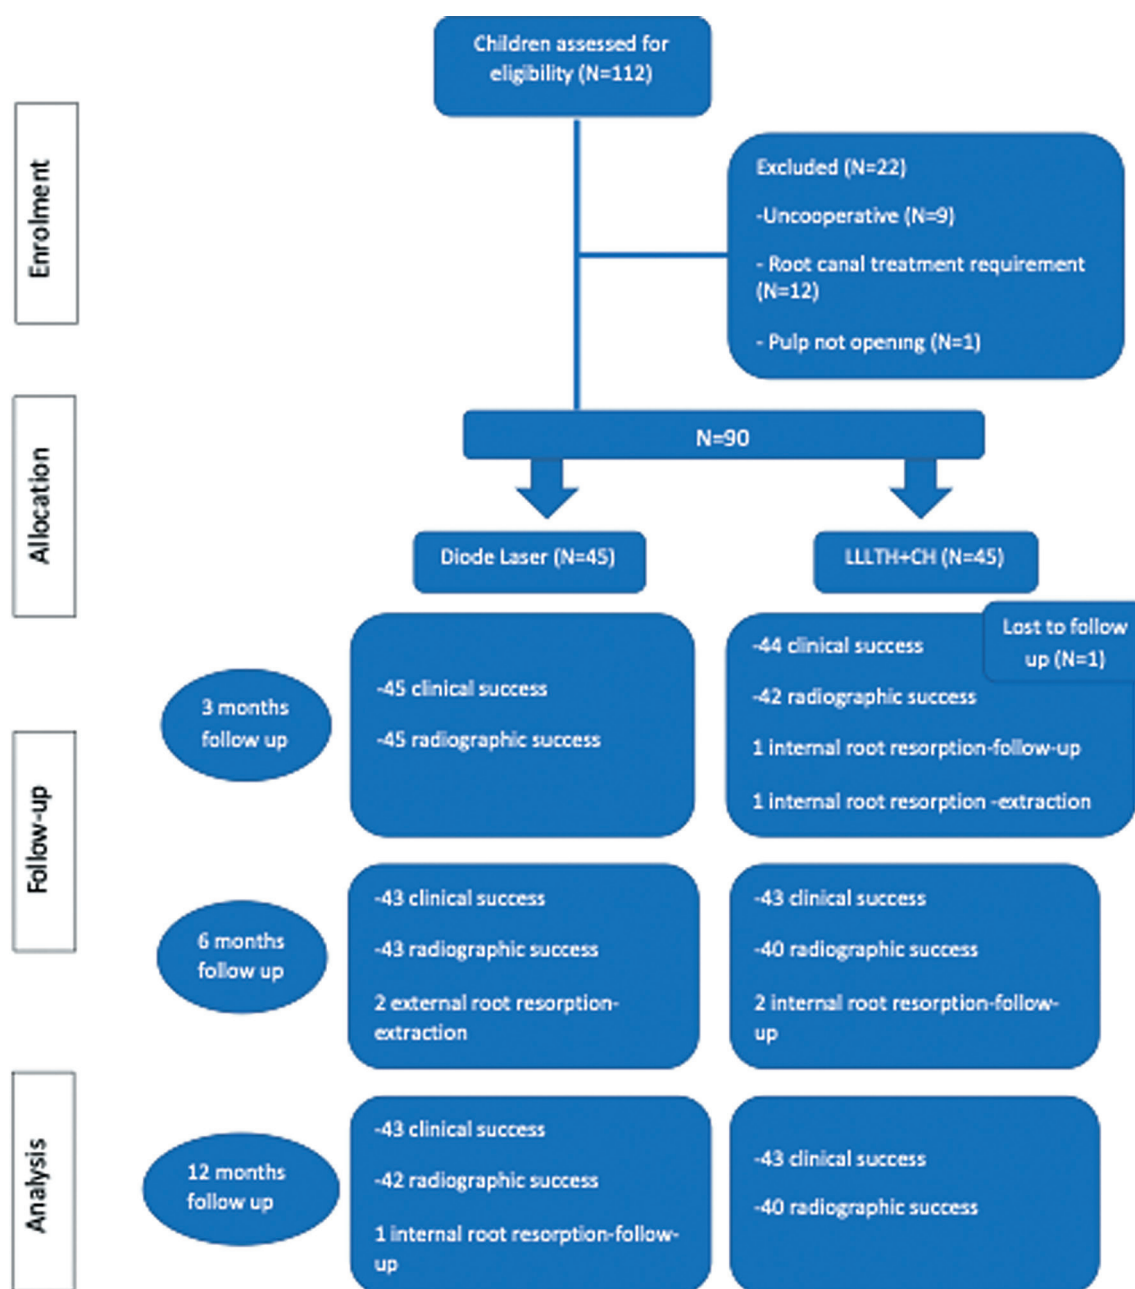 Children assessed for
eligibility (N=112)
Enrolment
Excluded (N=22)
-Uncooperative (N=9)
- Root canal treatment requirement
(N=12)
- Pulp not opening (N=1)
Allocation
N=90
Diode Laser (N=45)
LLLTH+CH (N=45)
Follow-up
3 months
follow up
-45 clinical success
-45 radiographic success
Lost to follow
up (N=1)
-44 clinical success
-42 radiographic success
1 internal root resorption-follow-up
1 internal root resorption -extraction
6 months
follow up
-43 clinical success
-43 radiographic success
2 external root resorption-
extraction
-43 clinical success
-40 radiographic success
2 internal root resorption-follow-
up
Analysis
12 months
follow up
-43 clinical success
-42 radiographic success
1 internal root resorption-follow-
up
-43 clinical success
-40 radiographic success